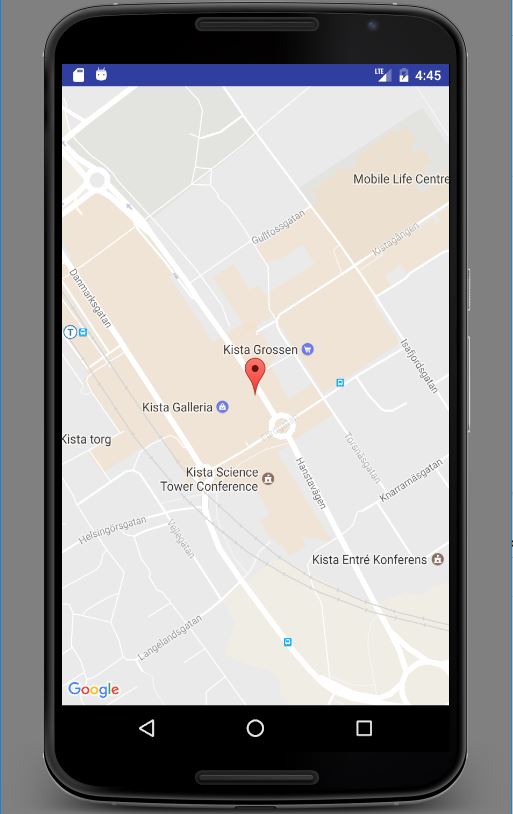 LTE 4:45
Mobile Life Centre
Gullfossgatan
Kistagången
Danmarksgatan
T
Kista Grossen
Isafjordsgatan
Kista Galleria
Kista torg
Torsnäsgatan
Kista Science
Tower Conference
Hanstavägen
Knarrarnäsgatan
Helsingörsgatan
Vejlegatan
Kista Entré Konferens
Langelandsgatan
Google